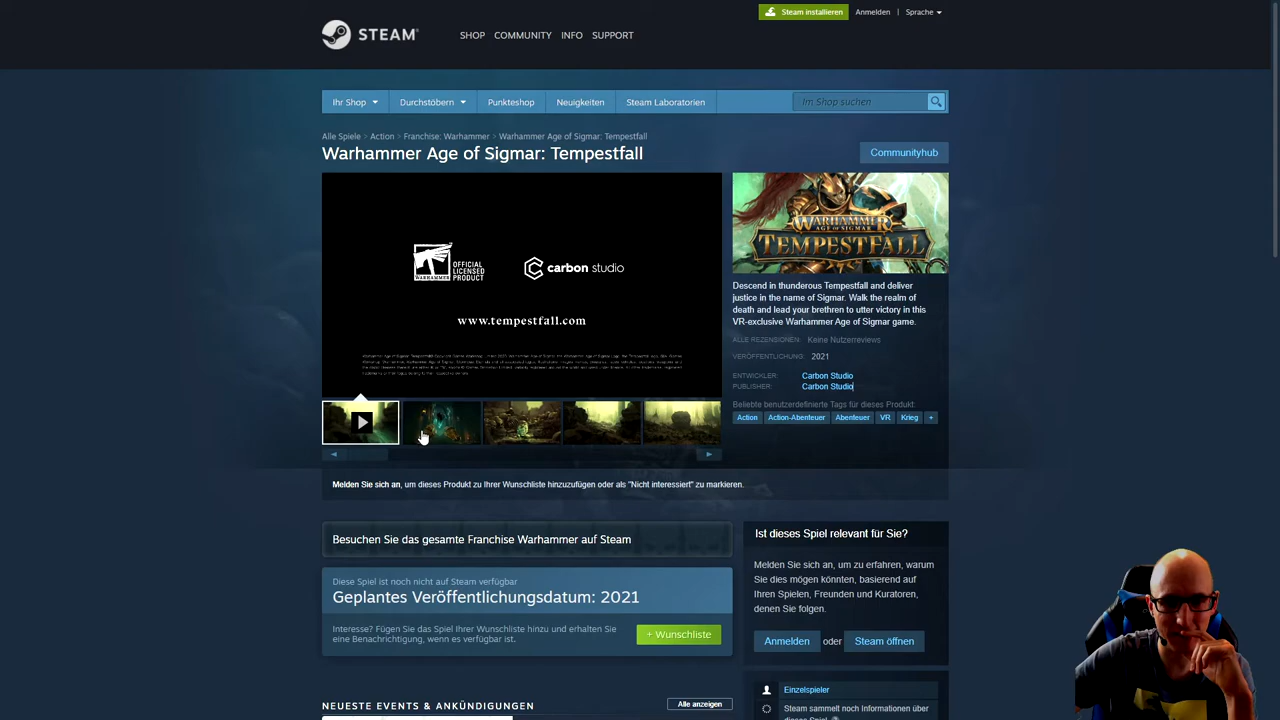 Steam installieren
Anmelden | Sprache
STEAM®
SHOP COMMUNITY INFO SUPPORT
Ihr Shop
Durchstöbern
Punkteshop
Neuigkeiten
Steam Laboratorien
Im Shop suchen
Alle Spiele > Action > Franchise: Warhammer > Warhammer Age of Sigmar: Tempestfall
Warhammer Age of Sigmar: Tempestfall
Communityhub
WARHAMMER
OFFICIAL
LICENSED
PRODUCT
carbon studio
www.tempestfall.com
WARHAMMER
AGE OF SIGMAR
TEMPESTFALL
Descend in thunderous Tempestfall and deliver
justice in the name of Sigmar. Walk the realm of
death and lead your brethren to utter victory in this
VR-exclusive Warhammer Age of Sigmar game.
ALLE REZENSIONEN: Keine Nutzerreviews
VERÖFFENTLICHUNG: 2021
ENTWICKLER: Carbon Studio
PUBLISHER: Carbon Studio
Beliebte benutzerdefinierte Tags für dieses Produkt:
Action Action-Abenteuer Abenteuer VR Krieg +
Melden Sie sich an, um dieses Produkt zu Ihrer Wunschliste hinzuzufügen oder als "Nicht interessiert" zu markieren.
Besuchen Sie das gesamte Franchise Warhammer auf Steam
Diese Spiel ist noch nicht auf Steam verfügbar
Geplantes Veröffentlichungsdatum: 2021
Interesse? Fügen Sie das Spiel Ihrer Wunschliste hinzu und erhalten Sie
eine Benachrichtigung, wenn es verfügbar ist.
+ Wunschliste
Ist dieses Spiel relevant für Sie?
Melden Sie sich an, um zu erfahren, warum
Sie dies mögen könnten, basierend auf
Ihren Spielen, Freunden und Kuratoren,
denen Sie folgen.
Anmelden oder Steam öffnen
NEUESTE EVENTS & ANKÜNDIGUNGEN
Alle anzeigen
Einzelspieler
Steam sammelt noch Informationen über
dieses Spiel